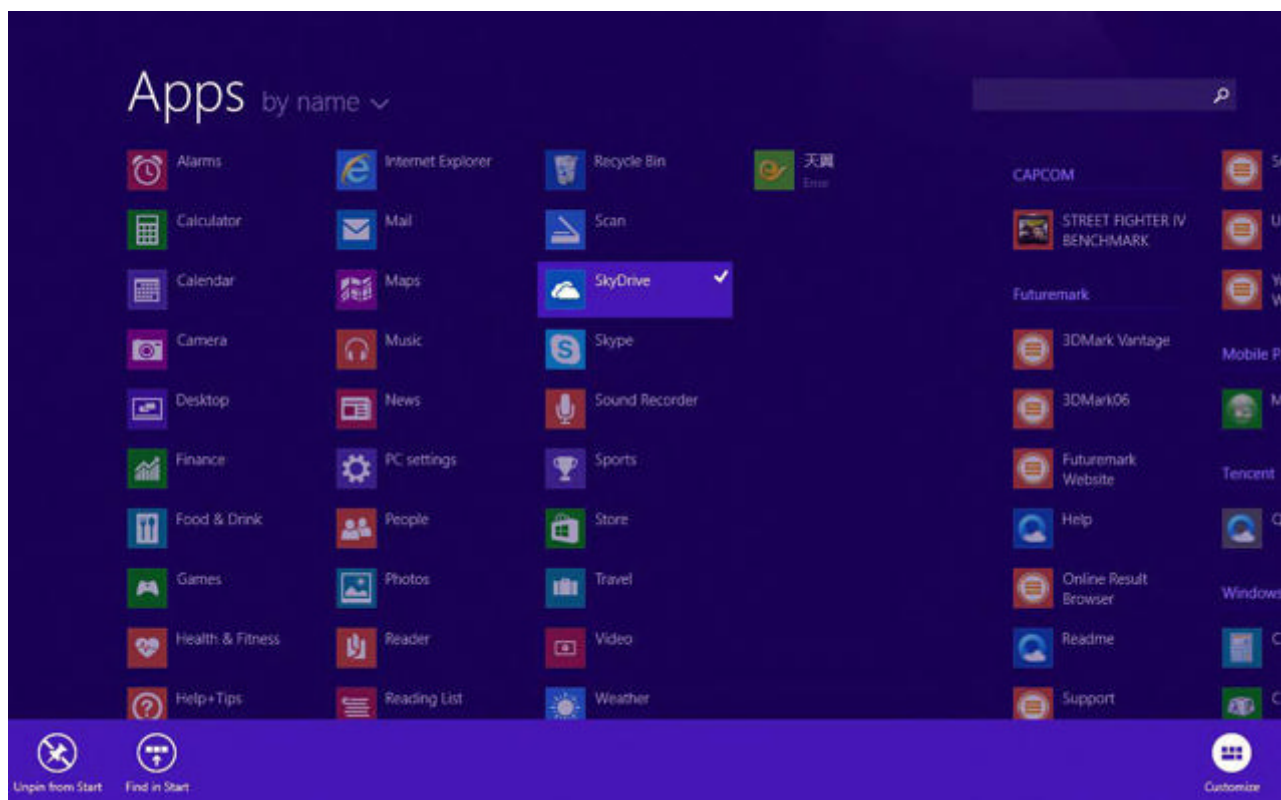 Apps by name
Alarms
Calculator
Calendar
Camera
Desktop
Finance
Food & Drink
Games
Health & Fitness
Help+Tips
Internet Explorer
Mail
Maps
Music
News
PC settings
People
Photos
Reader
Reading List
Recycle Bin
Scan
SkyDrive
Skype
Sound Recorder
Sports
Store
Travel
Video
Weather
天翼
Error
CAPCOM
STREET FIGHTER IV
BENCHMARK
Futuremark
3DMark Vantage
3DMark06
Futuremark
Website
Help
Online Result
Browser
Readme
Support
Mobile P
Tencent
Windows
Unpin from Start
Find in Start
Customize